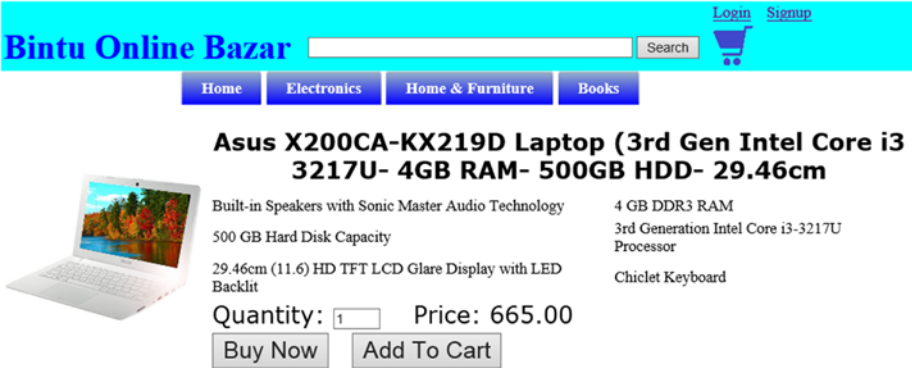 Login Signup
Bintu Online Bazar Search
Home Electronics Home & Furniture Books
Asus X200CA-KX219D Laptop (3rd Gen Intel Core i3
3217U- 4GB RAM- 500GB HDD- 29.46cm
Built-in Speakers with Sonic Master Audio Technology
4 GB DDR3 RAM
500 GB Hard Disk Capacity
3rd Generation Intel Core i3-3217U
Processor
29.46cm (11.6) HD TFT LCD Glare Display with LED
Backlit
Chiclet Keyboard
Quantity: 1 Price: 665.00
Buy Now Add To Cart